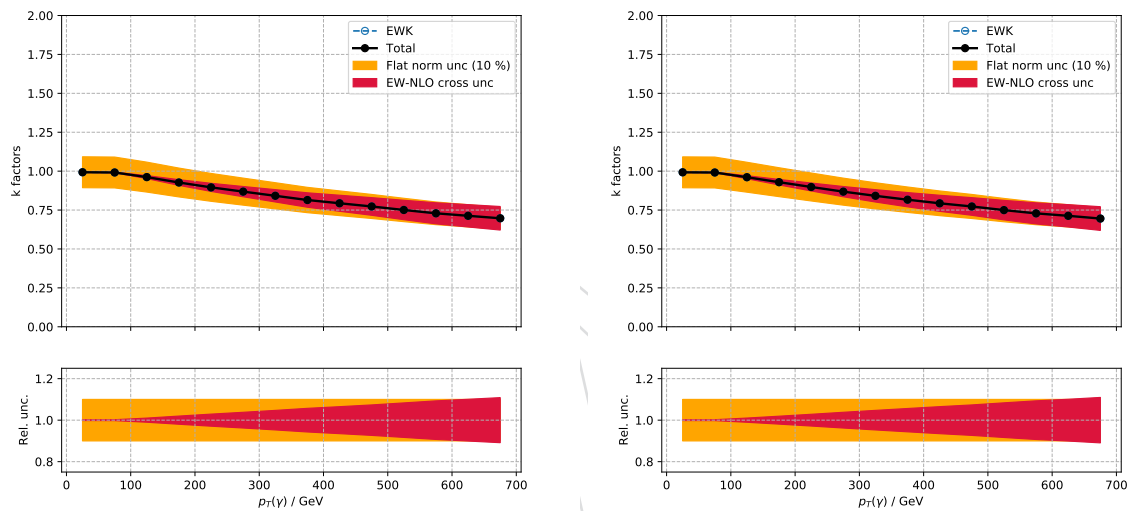 2.00
1.75
1.50
1.25
1.00
0.75
0.50
0.25
0.00
k factors
EWK
Total
Flat norm unc (10 %)
EW-NLO cross unc
1.2
1.0
0.8
Rel. unc.
0 100 200 300 400 500 600 700
p_T(γ) / GeV
2.00
1.75
1.50
1.25
1.00
0.75
0.50
0.25
0.00
k factors
EWK
Total
Flat norm unc (10 %)
EW-NLO cross unc
1.2
1.0
0.8
Rel. unc.
0 100 200 300 400 500 600 700
p_T(γ) / GeV